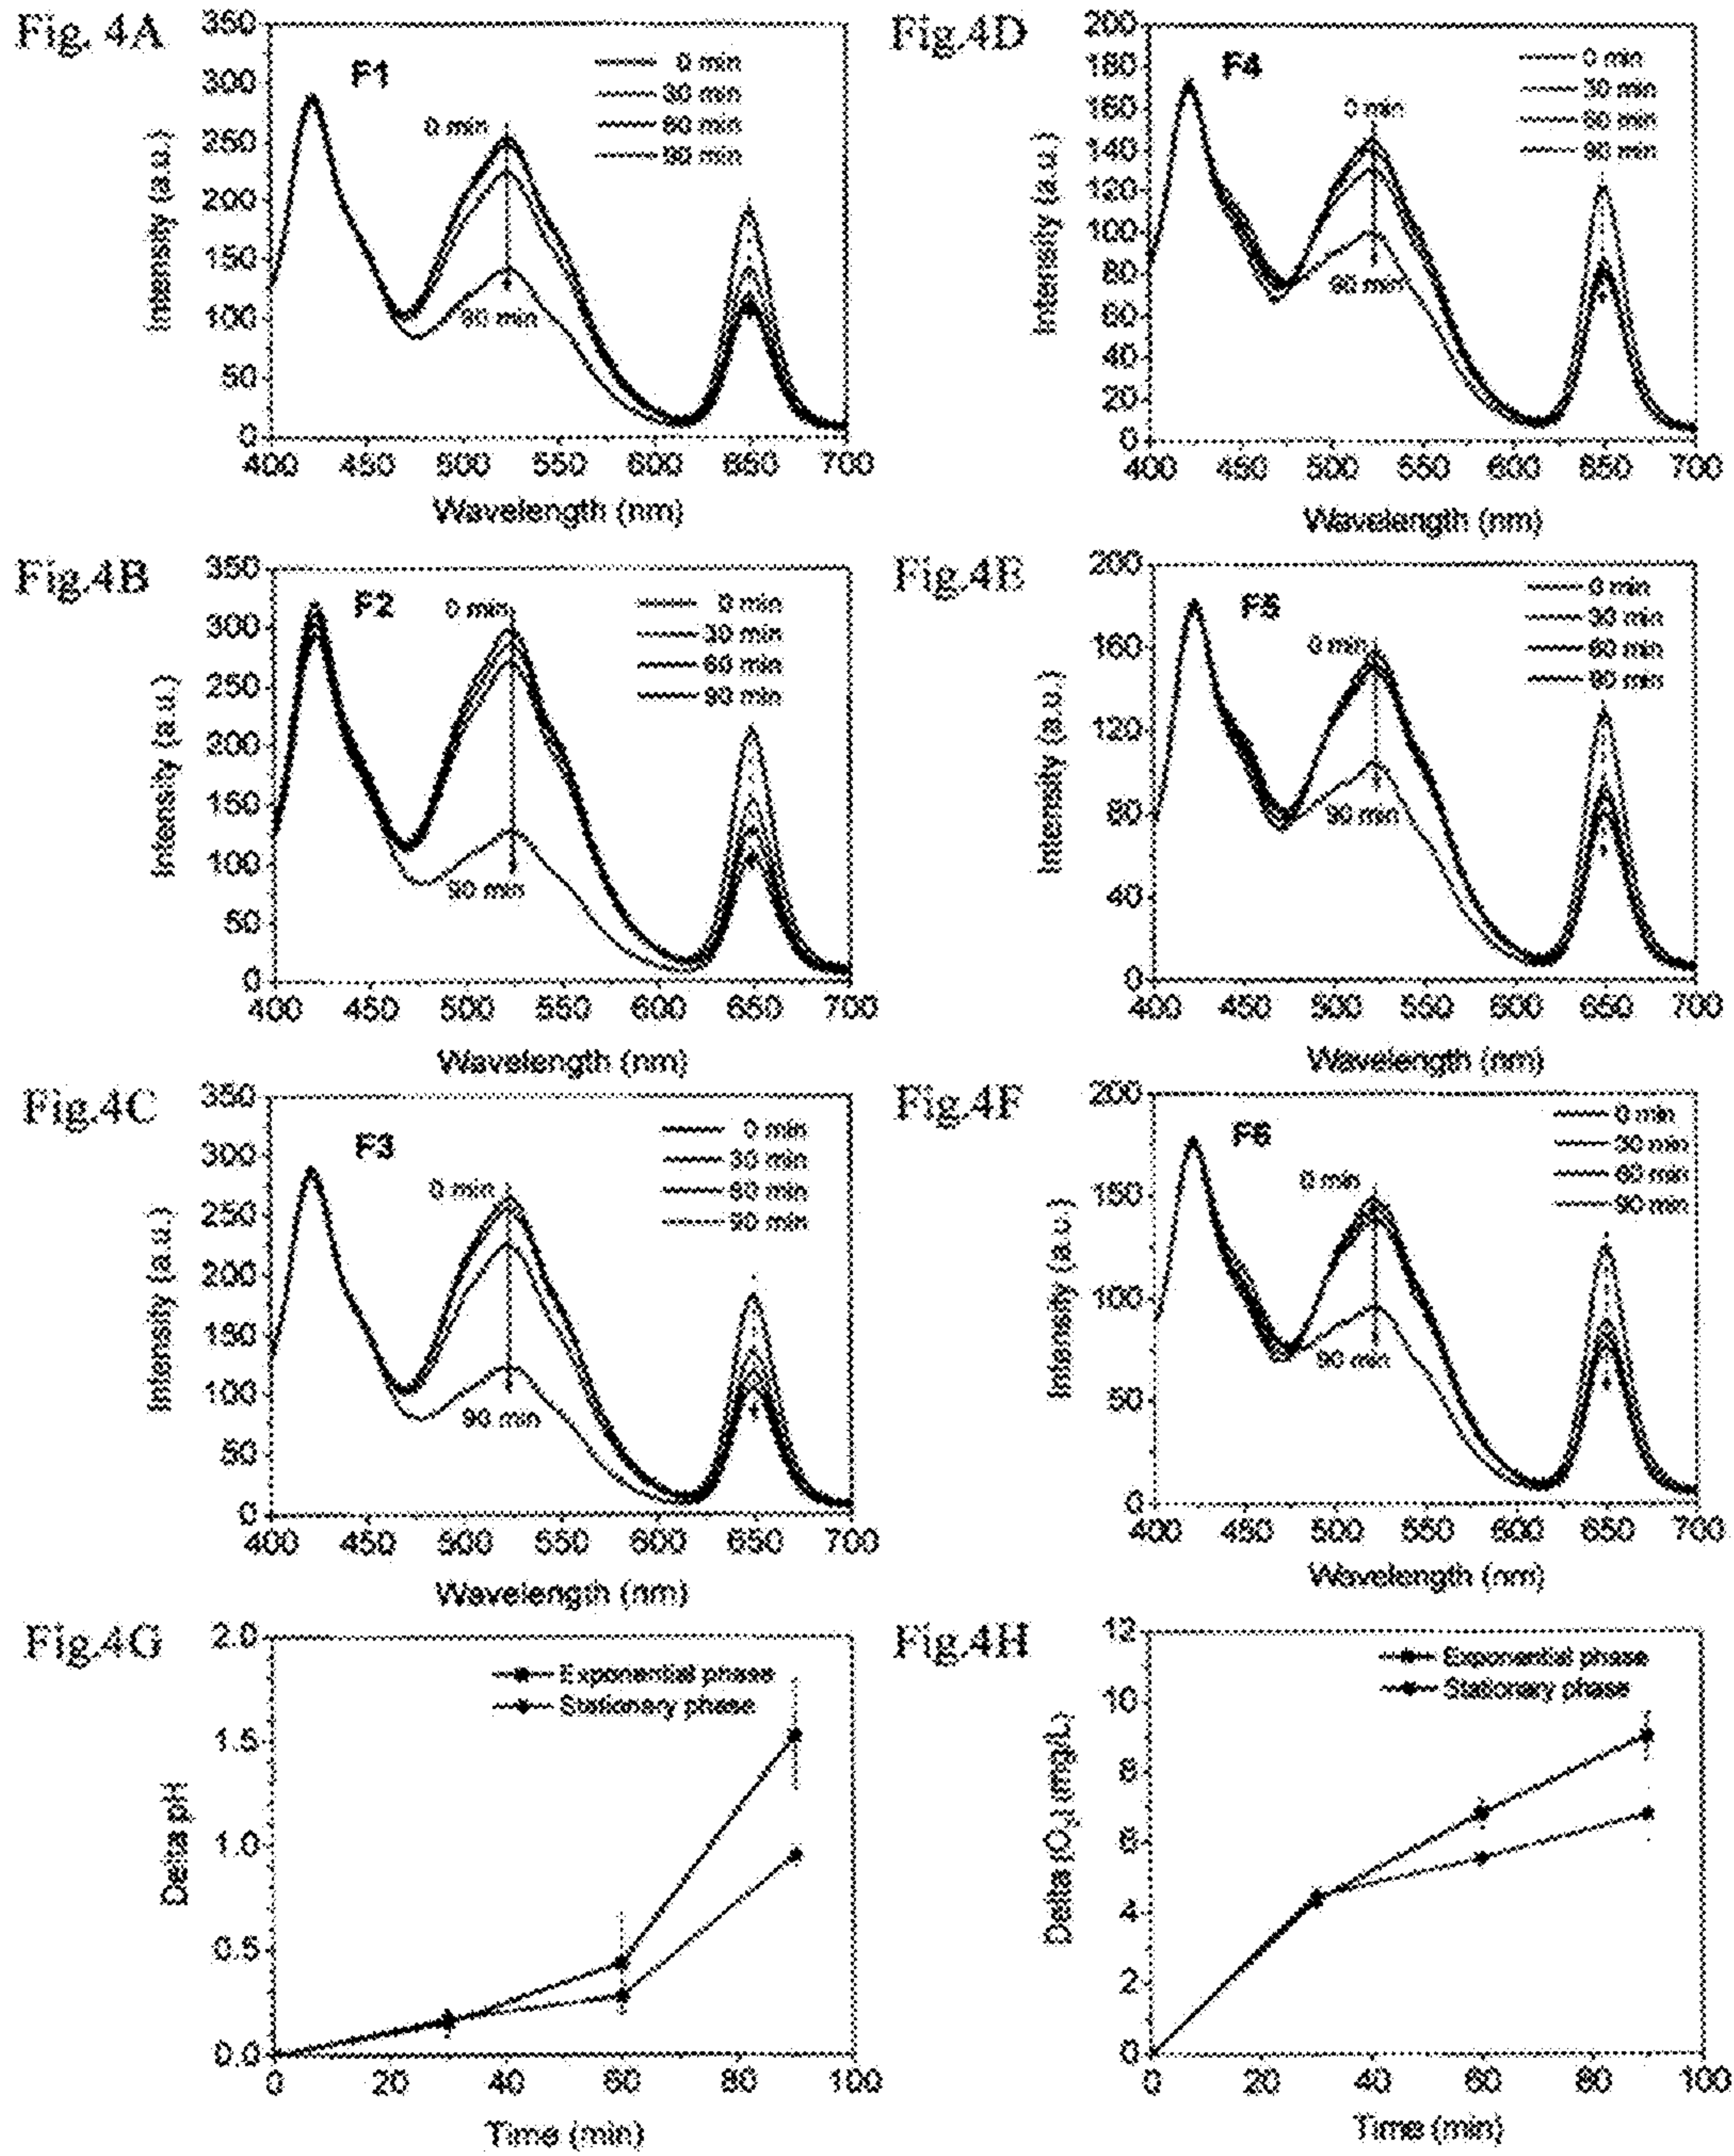 Fig. 4A
F1
0 min
90 min
0 min
30 min
60 min
90 min
350
300
250
200
150
100
50
0
400 450 500 550 600 650 700
Intensity (a.u.)
Wavelength (nm)
Fig.4D
F4
0 min
90 min
0 min
30 min
60 min
90 min
200
180
160
140
120
100
80
60
40
20
0
400 450 500 550 600 650 700
Intensity (a.u.)
Wavelength (nm)
Fig.4B
F2
0 min
90 min
0 min
30 min
60 min
90 min
350
300
250
200
150
100
50
0
400 450 500 550 600 650 700
Intensity (a.u.)
Wavelength (nm)
Fig.4E
F5
0 min
90 min
0 min
30 min
60 min
90 min
200
160
120
80
40
0
400 450 500 550 600 650 700
Intensity (a.u.)
Wavelength (nm)
Fig.4C
F3
0 min
90 min
0 min
30 min
60 min
90 min
350
300
250
200
150
100
50
0
400 450 500 550 600 650 700
Intensity (a.u.)
Wavelength (nm)
Fig.4F
F6
0 min
90 min
0 min
30 min
60 min
90 min
200
150
100
50
0
400 450 500 550 600 650 700
Intensity (a.u.)
Wavelength (nm)
Fig.4G
Exponential phase
Stationary phase
2.0
1.5
1.0
0.5
0.0
0 20 40 60 80 100
Delta pH
Time (min)
Fig.4H
Exponential phase
Stationary phase
12
10
8
6
4
2
0
0 20 40 60 80 100
Delta [O₂] (mg/L)
Time (min)